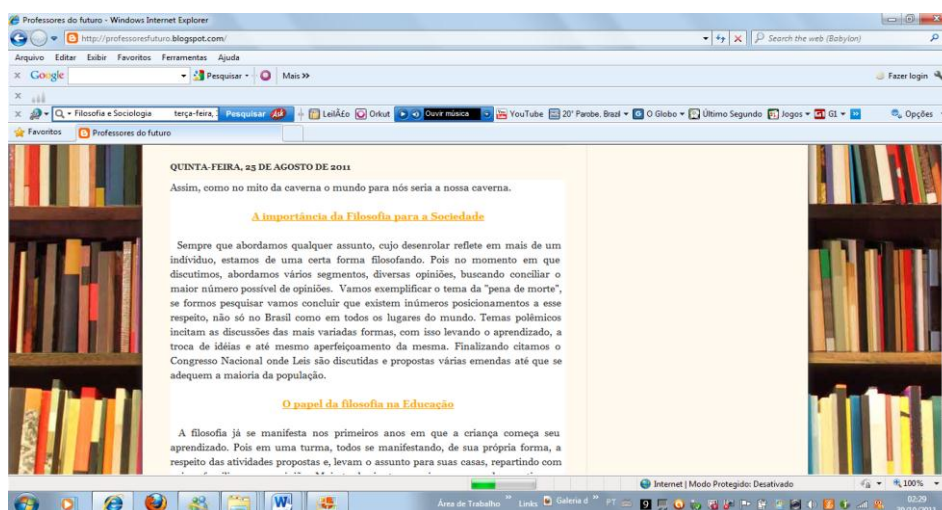 Professores do futuro - Windows Internet Explorer
http://professoresfuturo.blogspot.com/
Search the web (Babylon)
Arquivo Editar Exibir Favoritos Ferramentas Ajuda
x Google Pesquisar Mais >> Fazer login
x
x Filosofia e Sociologia terça-feira, Pesquisar LeilÃ£o Orkut Ouvir música YouTube 20° Parobe, Brazil G O Globo Último Segundo Jogos G1 G1 Opções
Favoritos Professores do futuro
QUINTA-FEIRA, 25 DE AGOSTO DE 2011
Assim, como no mito da caverna o mundo para nós seria a nossa caverna.
A importância da Filosofia para a Sociedade
Sempre que abordamos qualquer assunto, cujo desenrolar reflete em mais de um
indivíduo, estamos de uma certa forma filosofando. Pois no momento em que
discutimos, abordamos vários segmentos, diversas opiniões, buscando conciliar o
maior número possível de opiniões. Vamos exemplificar o tema da "pena de morte",
se formos pesquisar vamos concluir que existem inúmeros posicionamentos a esse
respeito, não só no Brasil como em todos os lugares do mundo. Temas polêmicos
incitam as discussões das mais variadas formas, com isso levando o aprendizado, a
troca de idéias e até mesmo aperfeiçoamento da mesma. Finalizando citamos o
Congresso Nacional onde Leis são discutidas e propostas várias emendas até que se
adequem a maioria da população.
O papel da filosofia na Educação
A filosofia já se manifesta nos primeiros anos em que a criança começa seu
aprendizado. Pois em uma turma, todos se manifestando, de sua própria forma, a
respeito das atividades propostas e, levam o assunto para suas casas, repartindo com
Internet | Modo Protegido: Desativado 100%
Área de Trabalho Links Galeria d PT 02:29